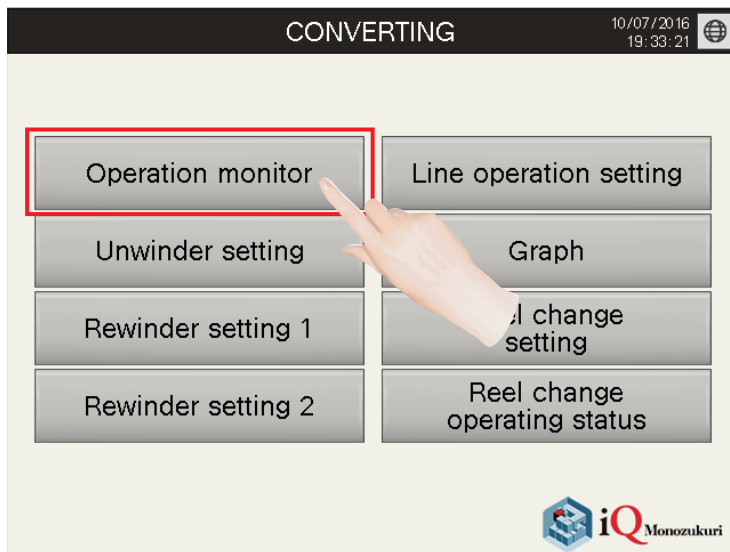 CONVERTING
10/07/2016
19:33:21
Operation monitor
Line operation setting
Unwinder setting
Graph
Rewinder setting 1
change
setting
Rewinder setting 2
Reel change
operating status
iQ Monozukuri